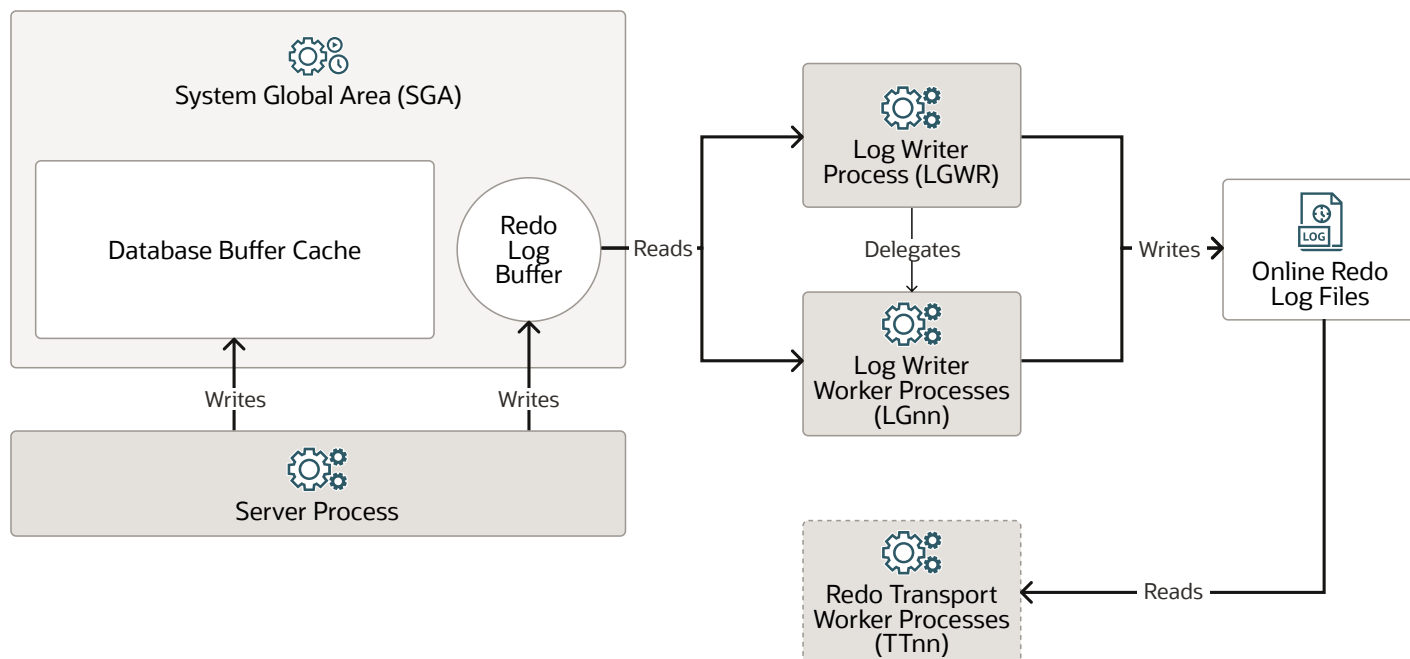 System Global Area (SGA)
Database Buffer Cache
Redo
Log
Buffer
Writes
Writes
Server Process
Reads
Log Writer
Process (LGWR)
Delegates
Log Writer
Worker Processes
(LGnn)
Writes
LOG
Online Redo
Log Files
Reads
Redo Transport
Worker Processes
(TTnn)